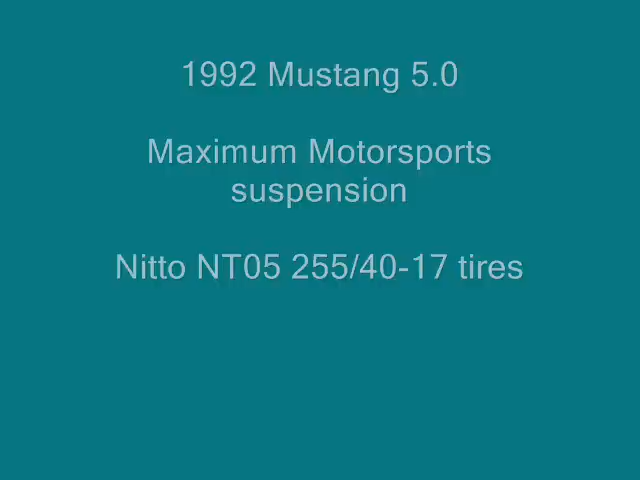 1992 Mustang 5.0
Maximum Motorsports
suspension
Nitto NT05 255/40-17 tires